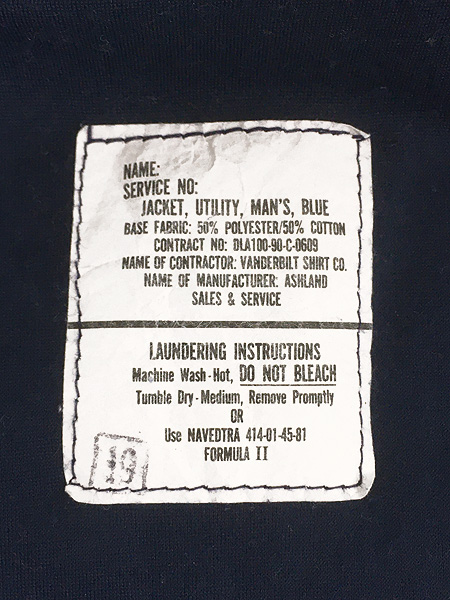 NAME:
SERVICE NO:
JACKET, UTILITY, MAN'S, BLUE
BASE FABRIC: 50% POLYESTER/50% COTTON
CONTRACT NO: DLA100-90-C-0609
NAME OF CONTRACTOR: VANDERBILT SHIRT CO.
NAME OF MANUFACTURER: ASHLAND
SALES & SERVICE
LAUNDERING INSTRUCTIONS
Machine Wash-Hot, DO NOT BLEACH
Tumble Dry-Medium, Remove Promptly
OR
Use NAVEDTRA 414-01-45-81
FORMULA II